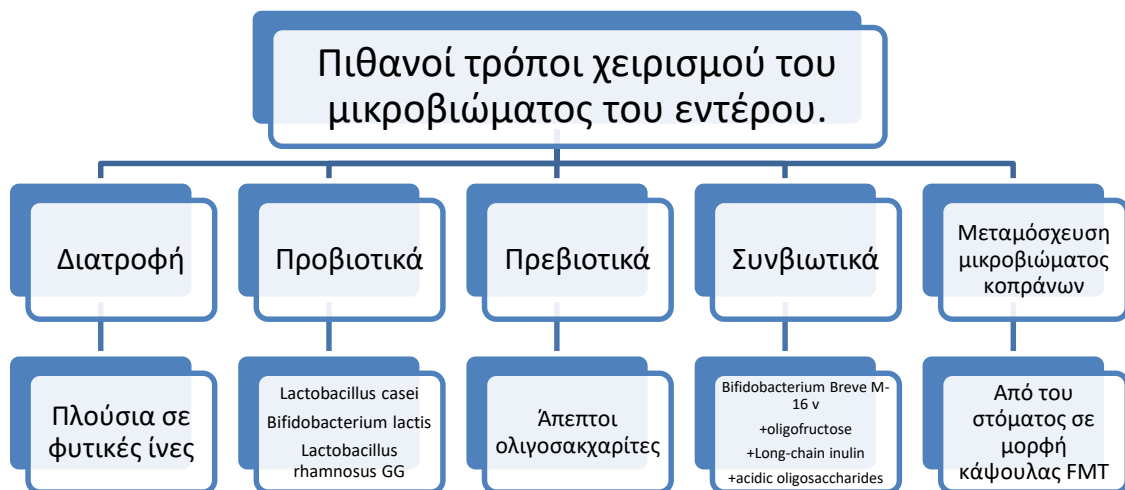 Πιθανοί τρόποι χειρισμού του
μικροβιώματος του εντέρου.
Διατροφή
Προβιοτικά
Πρεβιοτικά
Συνβιωτικά
Μεταμόσχευση
μικροβιώματος
κοπράνων
Πλούσια σε
φυτικές ίνες
Lactobacillus casei
Bifidobacterium lactis
Lactobacillus
rhamnosus GG
Άπεπτοι
ολιγοσακχαρίτες
Bifidobacterium Breve M-
16 v
+oligofructose
+Long-chain inulin
+acidic oligosaccharides
Από του
στόματος σε
μορφή
κάψουλας FMT